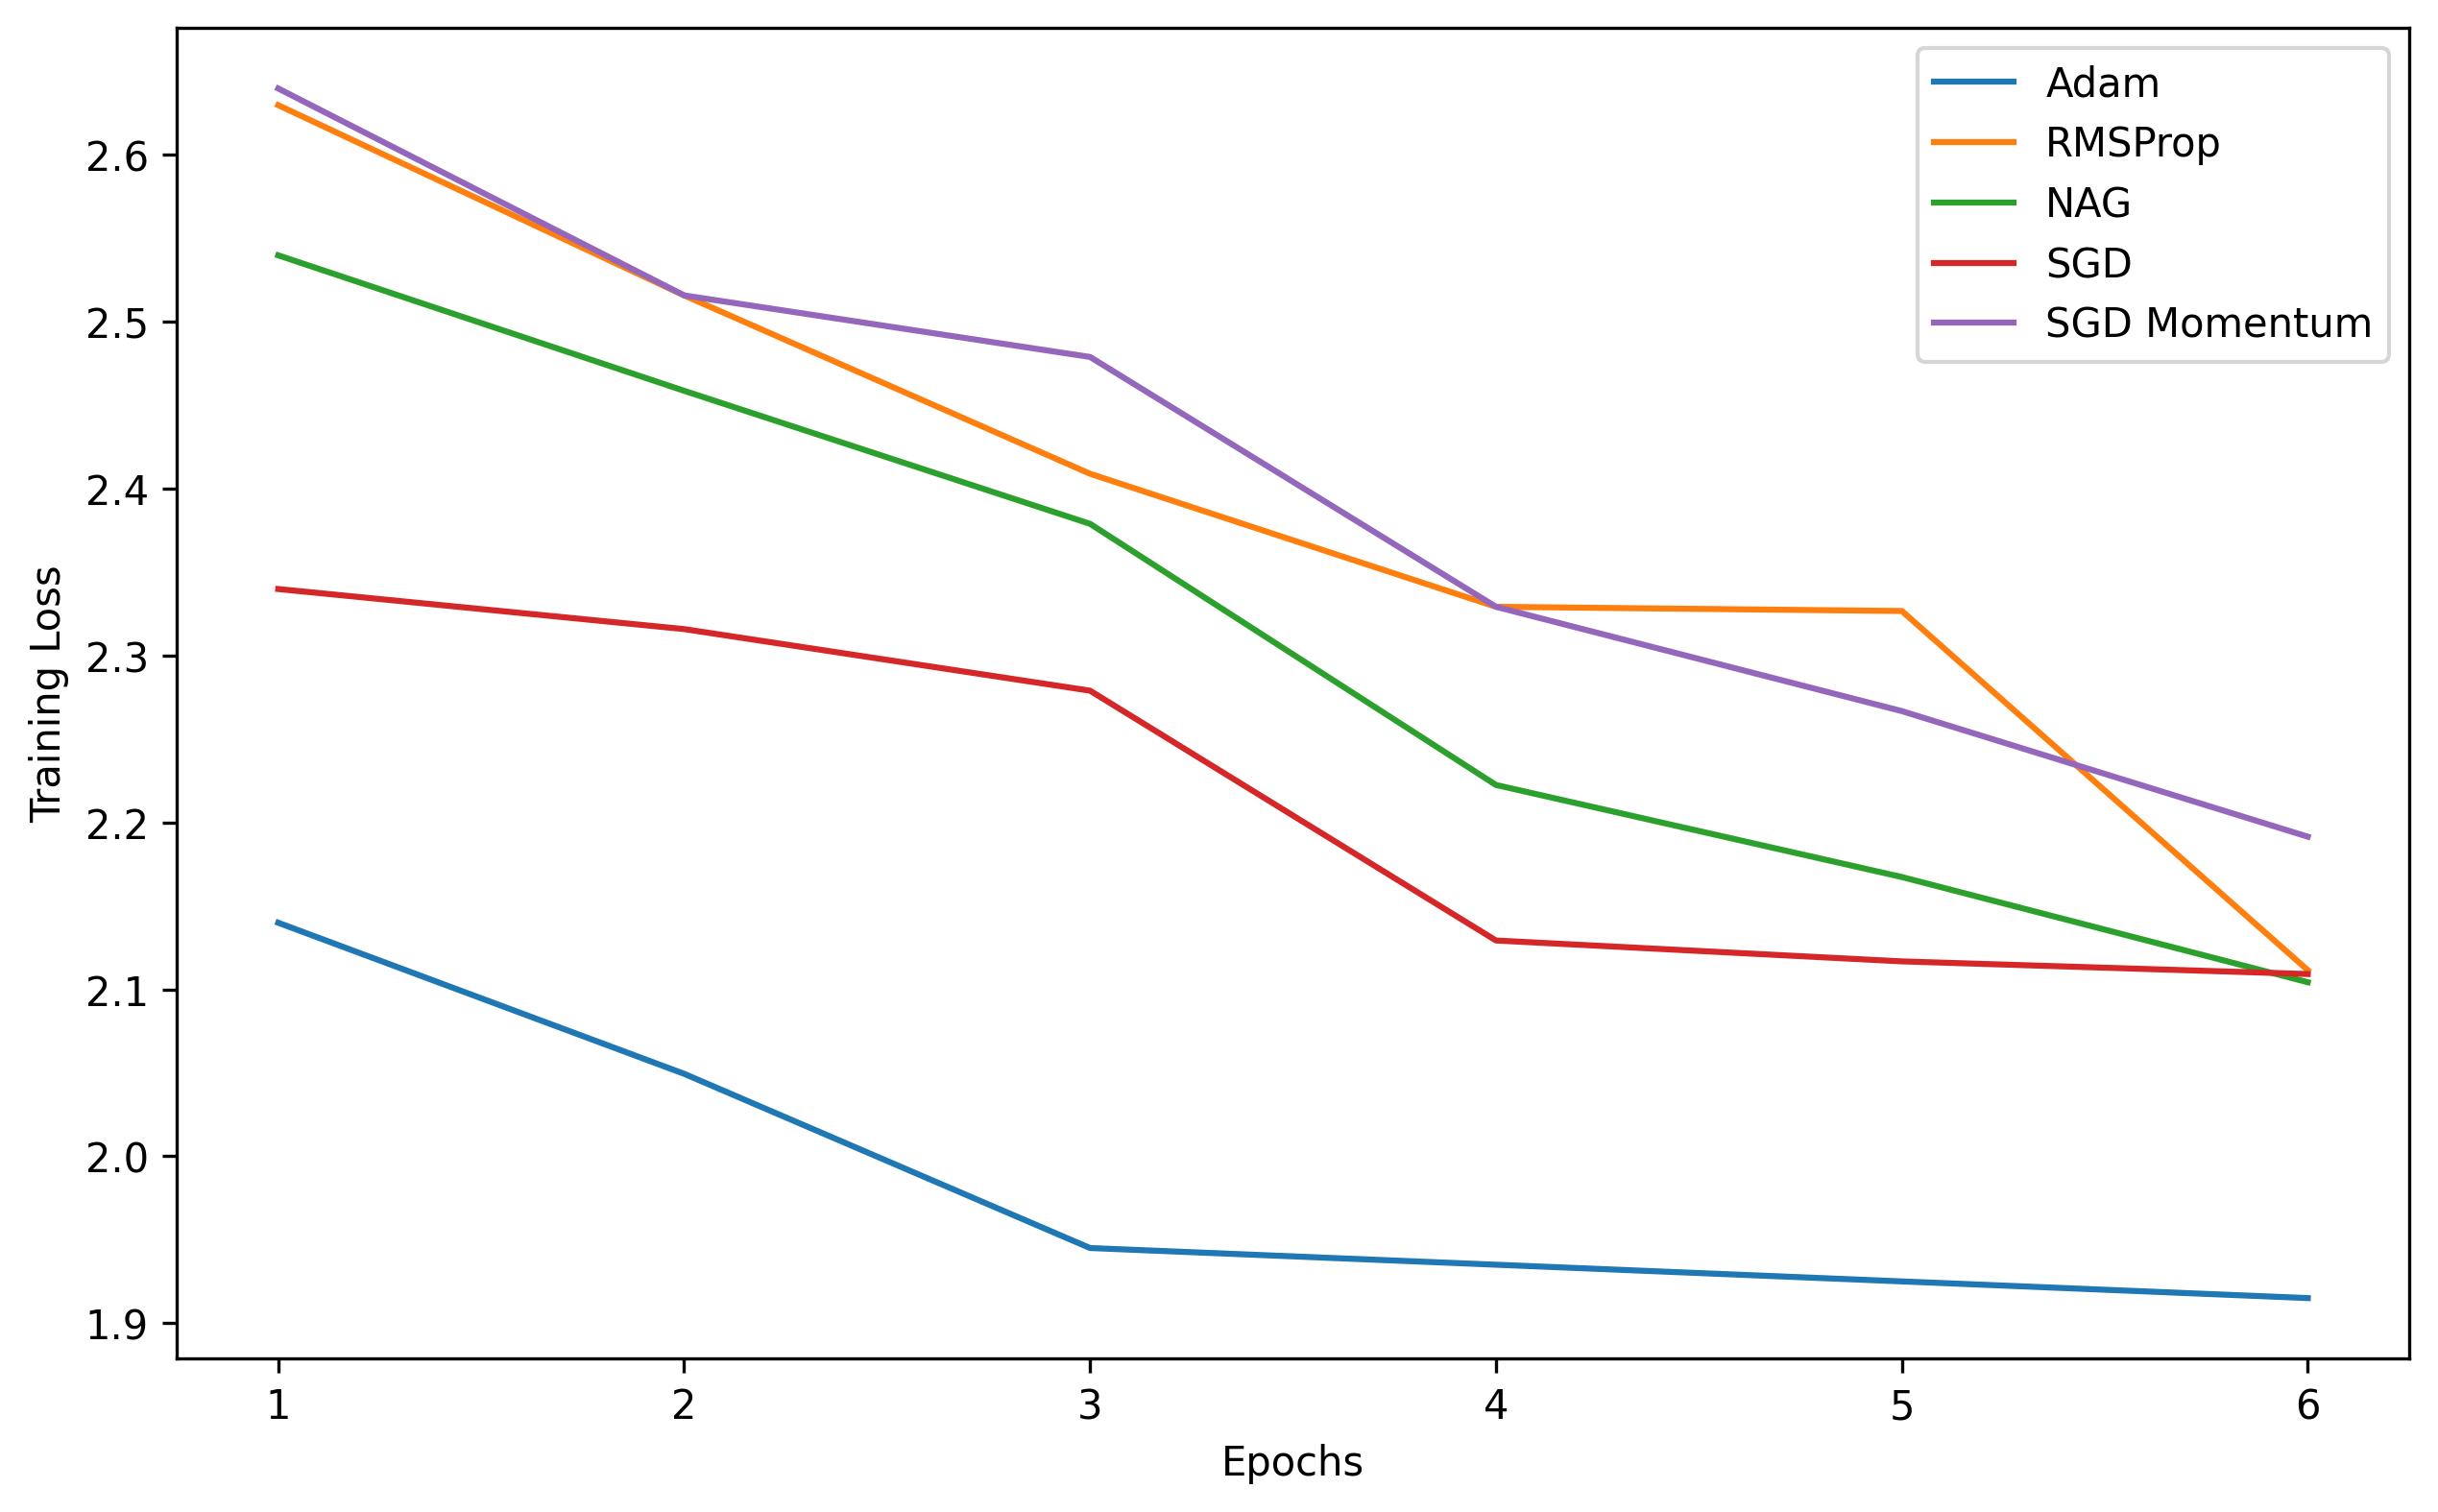 Adam
RMSProp
NAG
SGD
SGD Momentum
2.6
2.5
2.4
2.3
2.2
2.1
2.0
1.9
Training Loss
1 2 3 4 5 6
Epochs